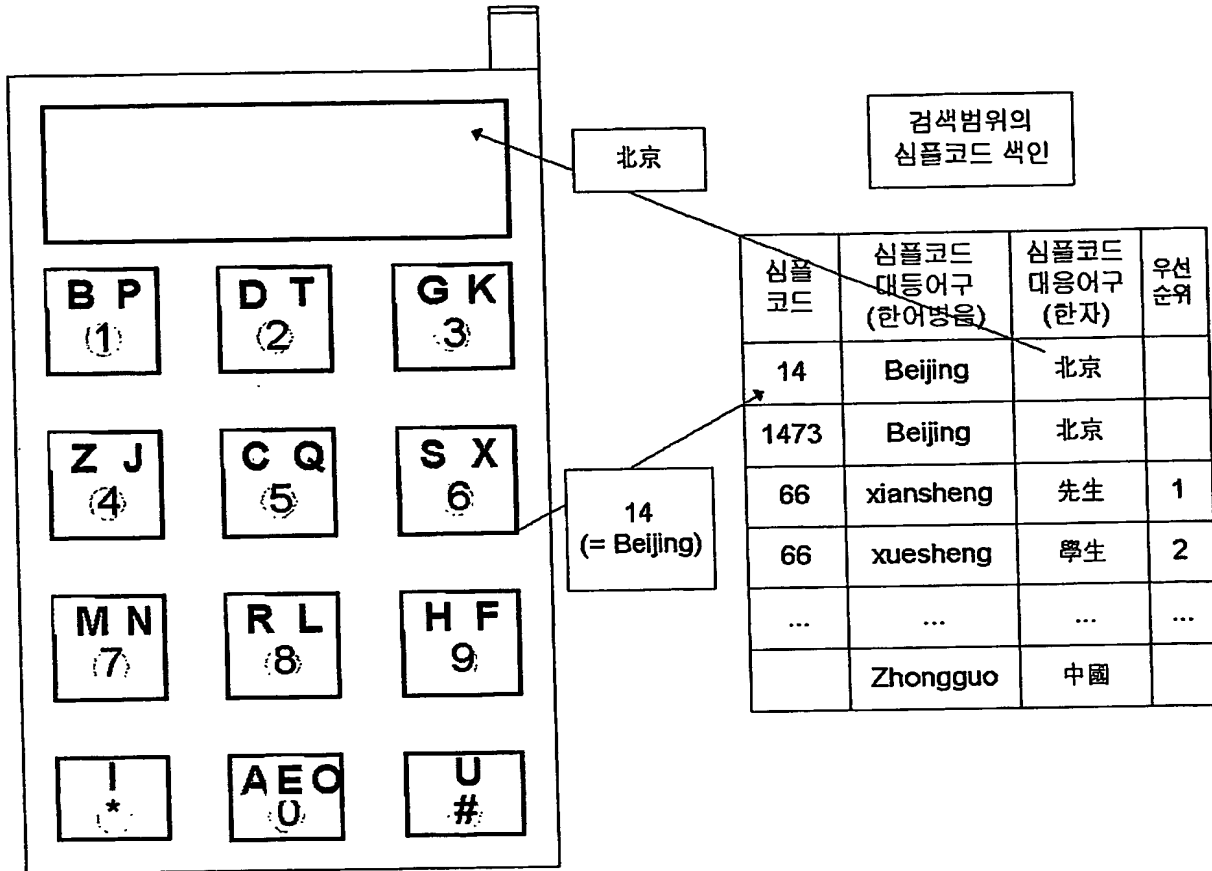 北京
검색범위의
심플코드 색인
B P
1
D T
2
G K
3
Z J
4
C Q
5
S X
6
M N
7
R L
8
H F
9
I
*
A E O
0
U
#
14
(= Beijing)
심플
코드
심플코드
대등어구
(한어병음)
심플코드
대응어구
(한자)
우선
순위
14 Beijing 北京
1473 Beijing 北京
66 xiansheng 先生 1
66 xuesheng 學生 2
... ... ... ...
Zhongguo 中國